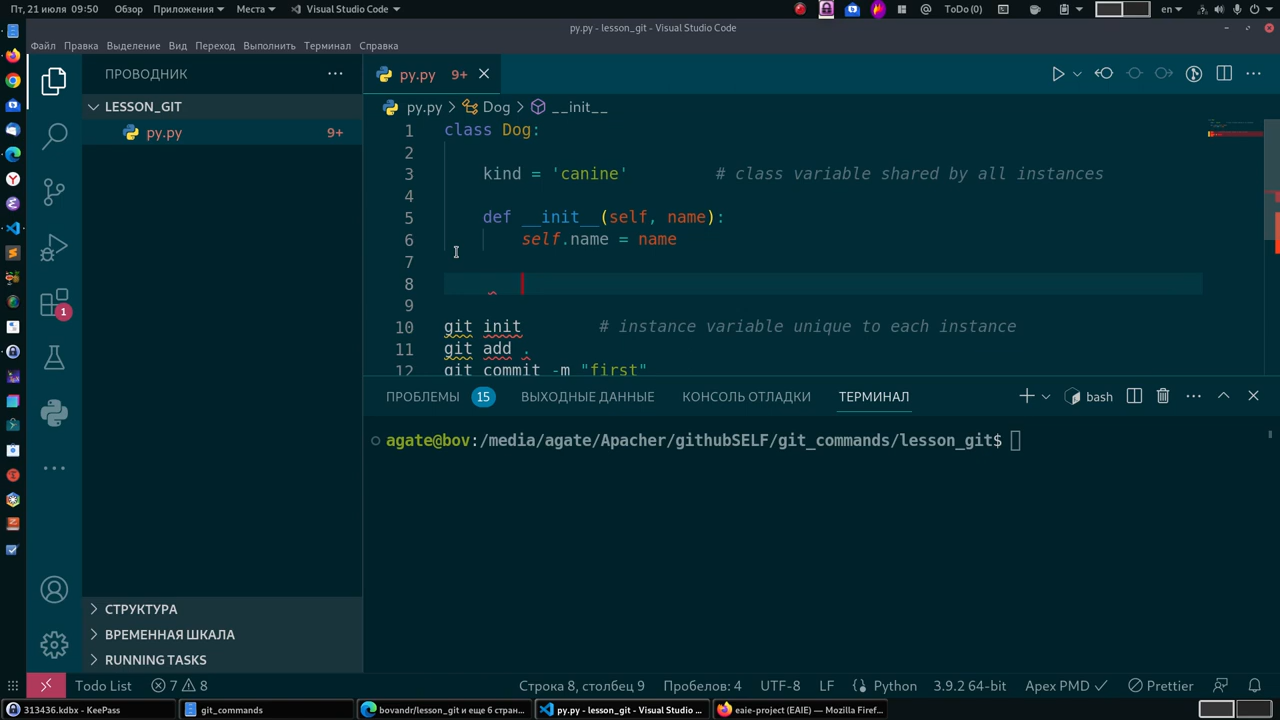 Пт, 21 июля 09:50 Обзор Приложения Места Visual Studio Code ToDo (0) en
py.py - lesson_git - Visual Studio Code
Файл Правка Выделение Вид Переход Выполнить Терминал Справка
ПРОВОДНИК
LESSON_GIT
py.py 9+
py.py 9+
py.py > Dog > __init__
1 class Dog:
2
3 kind = 'canine' # class variable shared by all instances
4
5 def __init__(self, name):
6 self.name = name
7
8
9
10 git init # instance variable unique to each instance
11 git add .
12 git commit -m "first"
ПРОБЛЕМЫ 15 ВЫХОДНЫЕ ДАННЫЕ КОНСОЛЬ ОТЛАДКИ ТЕРМИНАЛ bash
agate@bov:/media/agate/Apacher/githubSELF/git_commands/lesson_git$
1
СТРУКТУРА
ВРЕМЕННАЯ ШКАЛА
RUNNING TASKS
Todo List 7 8 Строка 8, столбец 9 Пробелов: 4 UTF-8 LF Python 3.9.2 64-bit Apex PMD Prettier
313436.kdbx - KeePass git_commands bovandr/lesson_git и еще 6 стран... py.py - lesson_git - Visual Studio ... eaie-project (EAIE) — Mozilla Firef...